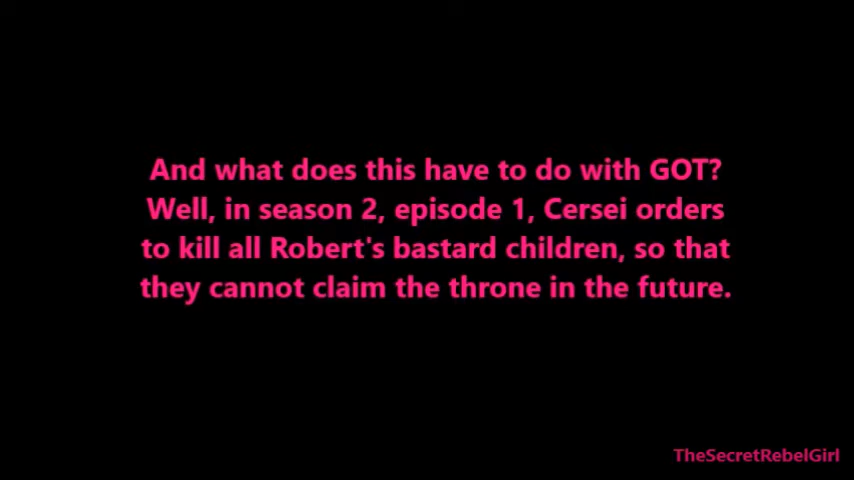 And what does this have to do with GOT?
Well, in season 2, episode 1, Cersei orders
to kill all Robert's bastard children, so that
they cannot claim the throne in the future.
TheSecretRebelGirl